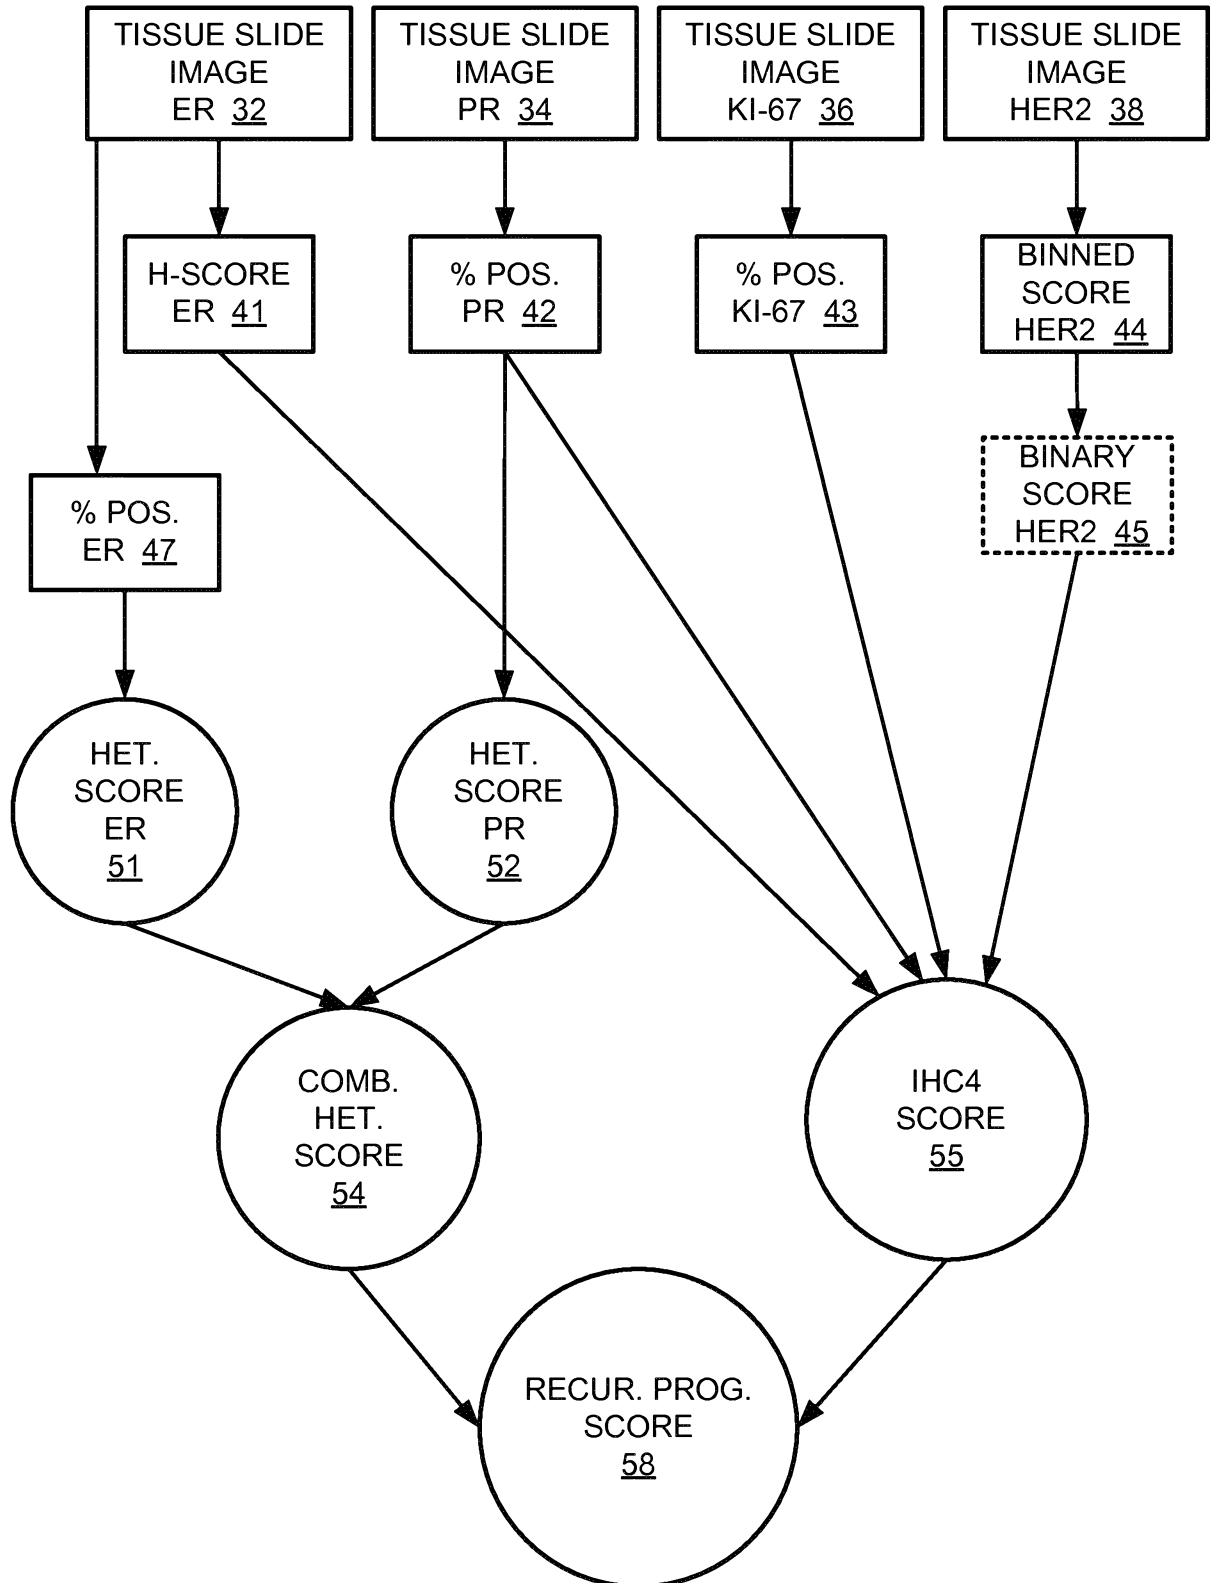 TISSUE SLIDE
IMAGE
ER 32
TISSUE SLIDE
IMAGE
PR 34
TISSUE SLIDE
IMAGE
KI-67 36
TISSUE SLIDE
IMAGE
HER2 38
H-SCORE
ER 41
% POS.
PR 42
% POS.
KI-67 43
BINNED
SCORE
HER2 44
BINARY
SCORE
HER2 45
% POS.
ER 47
HET.
SCORE
ER
51
HET.
SCORE
PR
52
COMB.
HET.
SCORE
54
IHC4
SCORE
55
RECUR. PROG.
SCORE
58